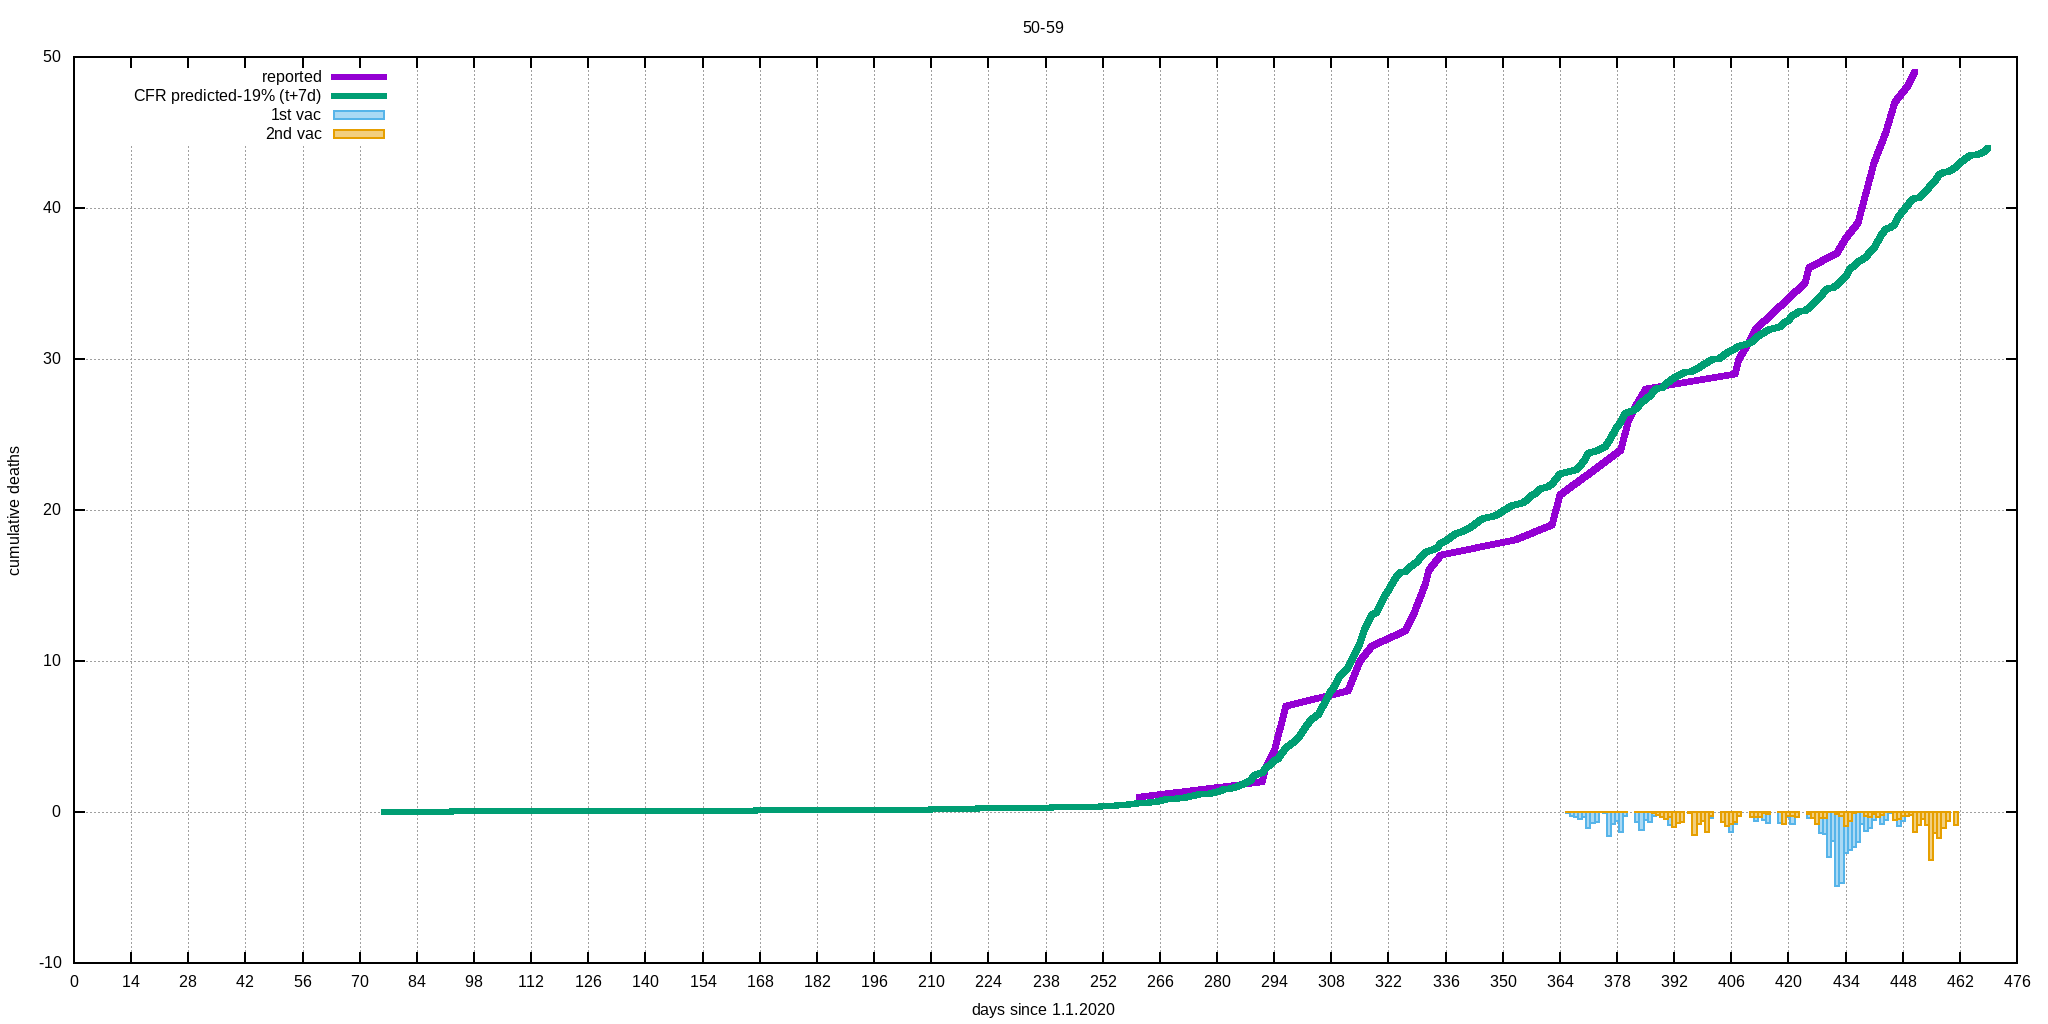 50-59
50
40
30
20
10
0
-10
cumulative deaths
reported
CFR predicted-19% (t+7d)
1st vac
2nd vac
0 14 28 42 56 70 84 98 112 126 140 154 168 182 196 210 224 238 252 266 280 294 308 322 336 350 364 378 392 406 420 434 448 462 476
days since 1.1.2020